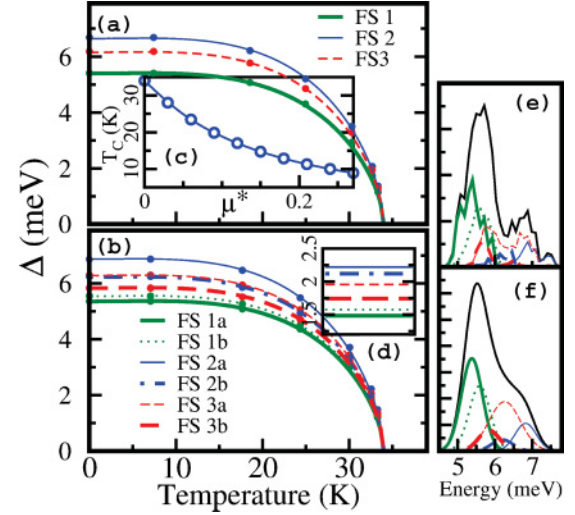 (a)
FS 1
FS 2
FS3
6
4
2
0
35
30
20
10
T_C(K)
(c)
0
0.2
μ*
Δ (meV)
(b)
6
4
2
0
FS 1a
FS 1b
FS 2a
FS 2b
FS 3a
FS 3b
2.5
2
1.5
(d)
0
10
20
30
Temperature (K)
(e)
(f)
5
6
7
Energy (meV)